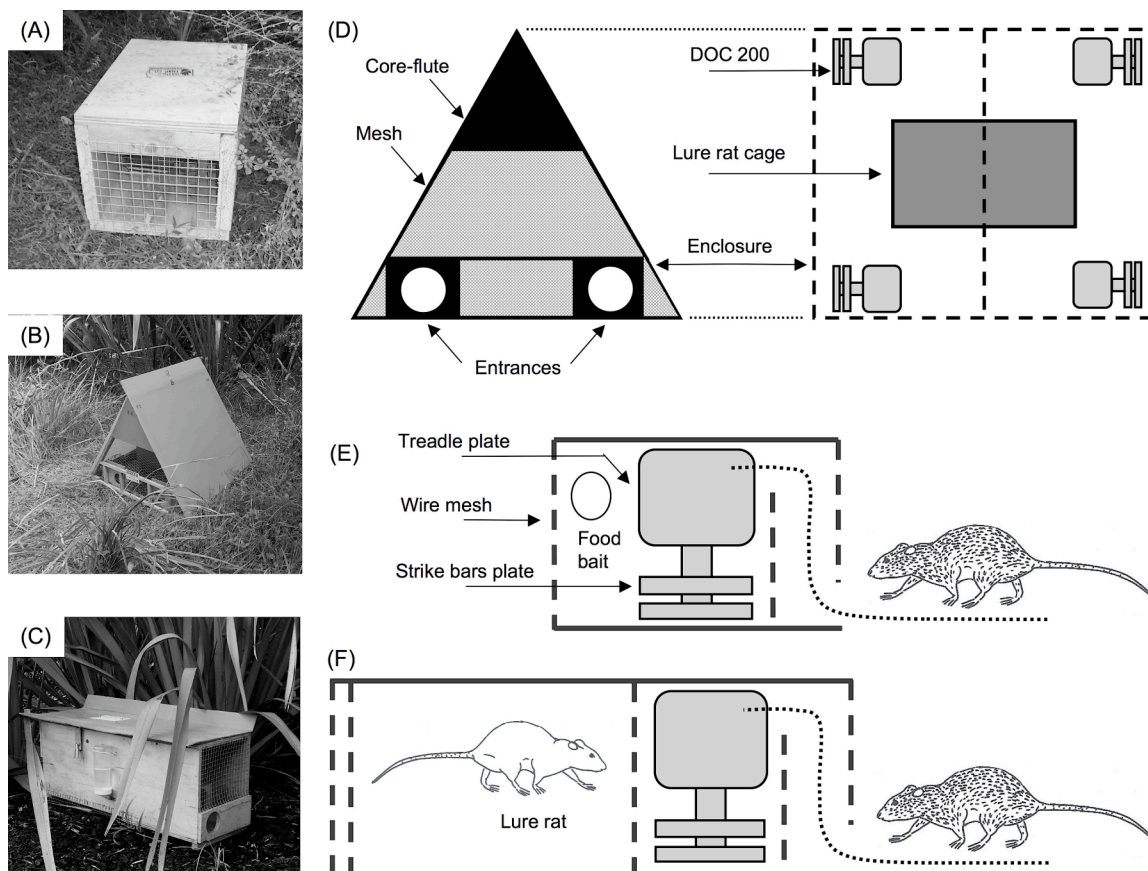 (A)
(B)
(C)
(D)
Core-flute
Mesh
DOC 200
Lure rat cage
Enclosure
Entrances
(E)
Treadle plate
Wire mesh
Food
bait
Strike bars plate
(F)
Lure rat